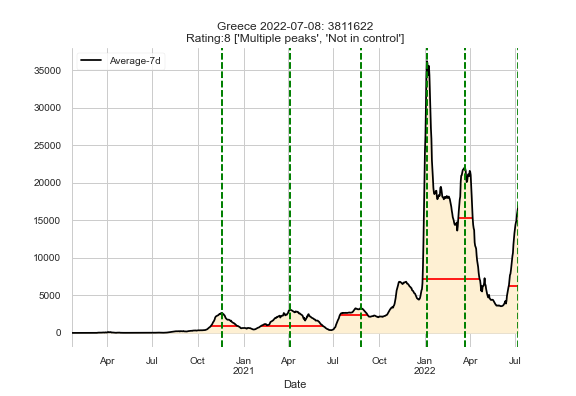 Greece 2022-07-08: 3811622
Rating:8 ['Multiple peaks', 'Not in control']
Average-7d
35000
30000
25000
20000
15000
10000
5000
0
Apr Jul Oct Jan Apr Jul Oct Jan Apr Jul
2021 2022
Date